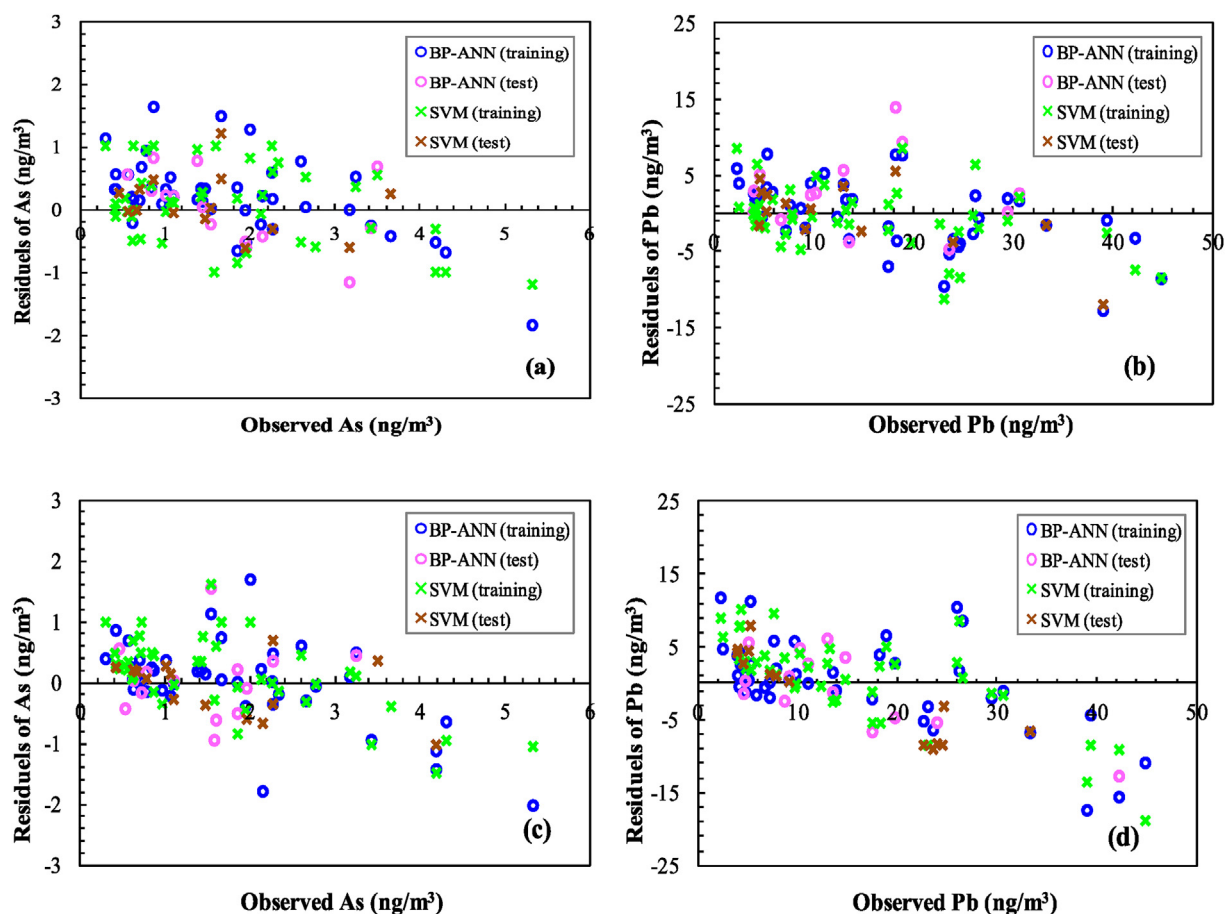 3
2
1
0
-1
-2
-3
0 1 2 3 4 5 6
Residuels of As (ng/m³)
Observed As (ng/m³)
BP-ANN (training)
BP-ANN (test)
SVM (training)
SVM (test)
(a)
25
15
5
-5
-15
-25
0 10 20 30 40 50
Residuels of Pb (ng/m³)
Observed Pb (ng/m³)
BP-ANN (training)
BP-ANN (test)
SVM (training)
SVM (test)
(b)
3
2
1
0
-1
-2
-3
0 1 2 3 4 5 6
Residuels of As (ng/m³)
Observed As (ng/m³)
BP-ANN (training)
BP-ANN (test)
SVM (training)
SVM (test)
(c)
25
15
5
-5
-15
-25
0 10 20 30 40 50
Residuels of Pb (ng/m³)
Observed Pb (ng/m³)
BP-ANN (training)
BP-ANN (test)
SVM (training)
SVM (test)
(d)